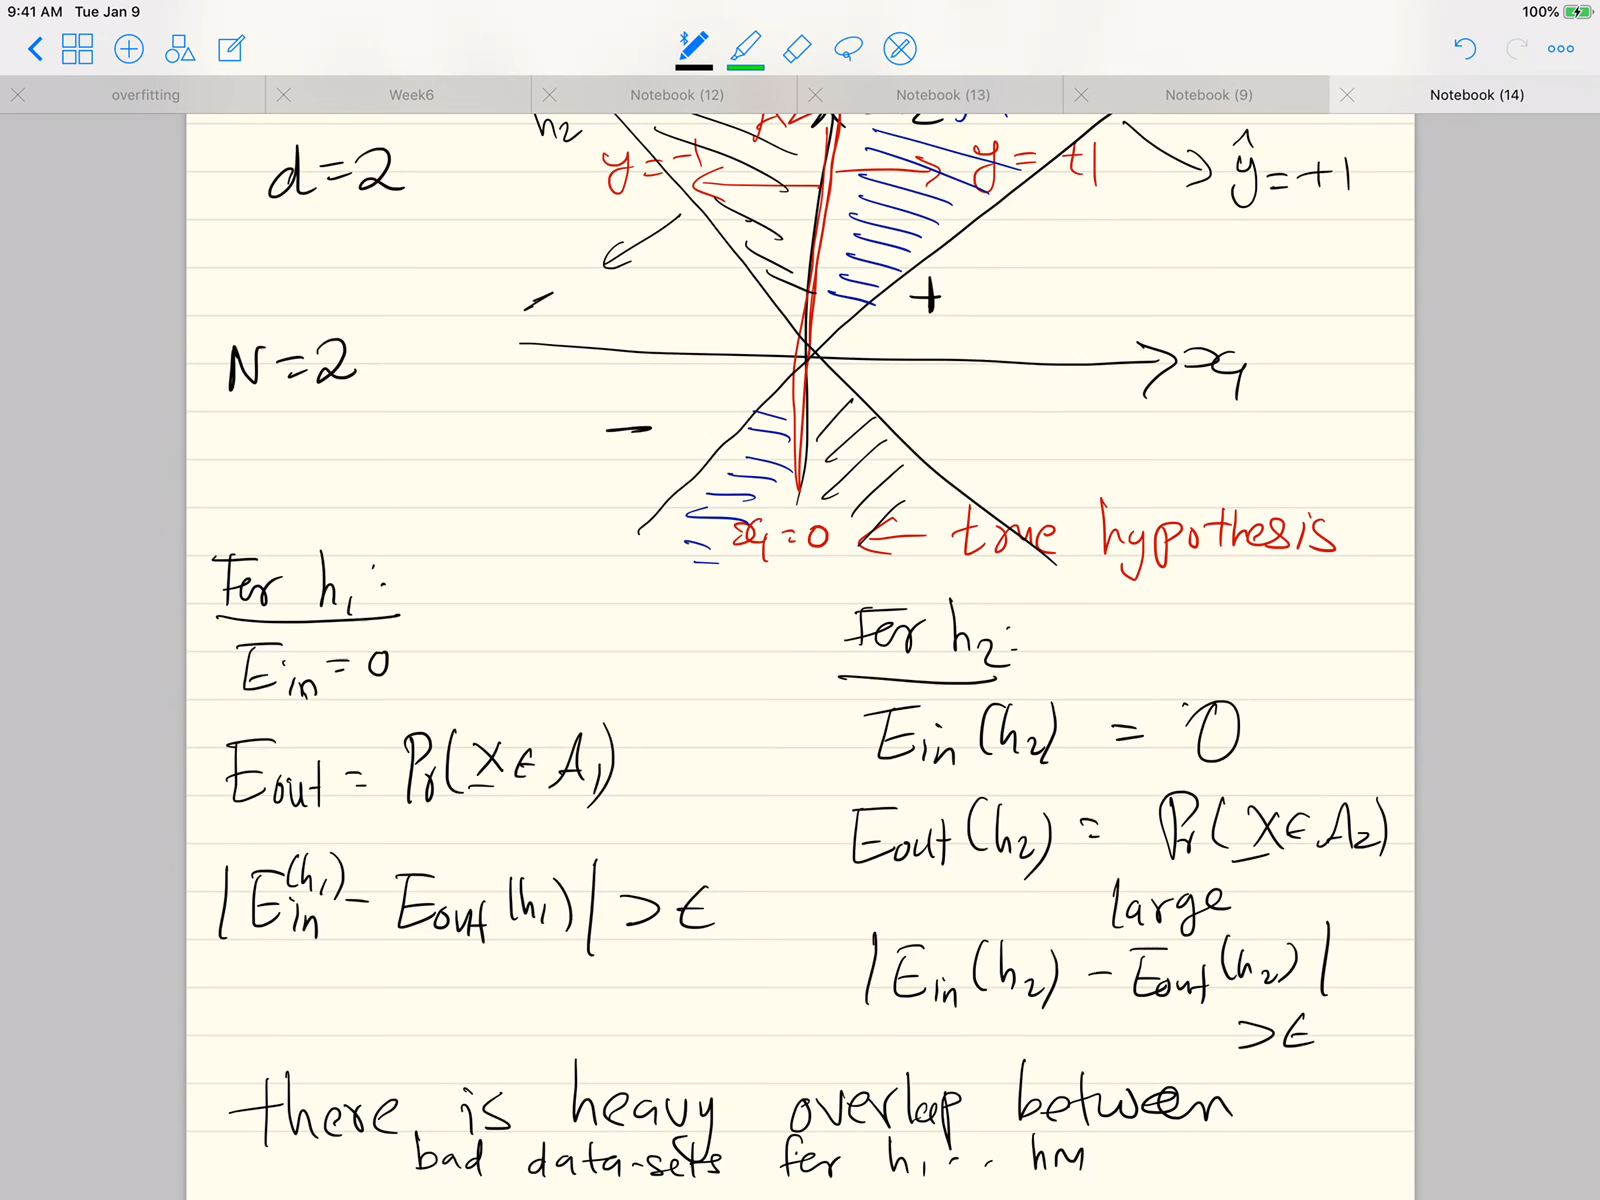 9:41 AM Tue Jan 9
100%
overfitting
Week6
Notebook (12)
Notebook (13)
Notebook (9)
Notebook (14)
h₂
d=2
y=-1
y=+1
ŷ=+1
-
+
N=2
x₁
-
x₁=0 ← true hypothesis
For h₁:
Ein = 0
Eout = Pr(X ∈ A₁)
|Ein(h₁) - Eout(h₁)| > ϵ
For h₂:
Ein(h₂) = 0
Eout(h₂) = Pr(X ∈ A₂)
large
|Ein(h₂) - Eout(h₂)|
> ϵ
there is heavy overlap between
bad data-sets for h₁ . . hM